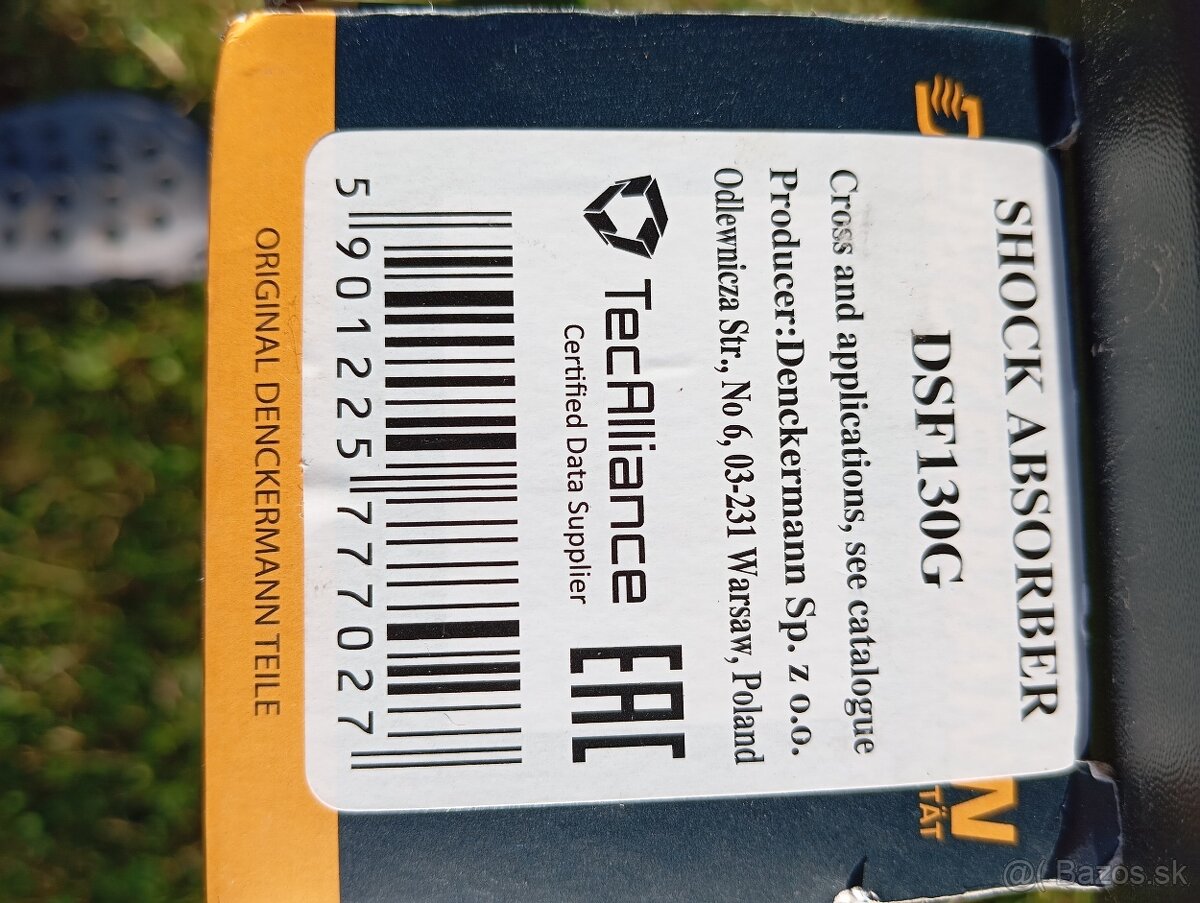 SHOCK ABSORBER
DSF130G
Cross and applications, see catalogue
Producer:Denckermann Sp. z o.o.
Odlewnicza Str., No 6, 03-231 Warsaw, Poland
TecAlliance
Certified Data Supplier
EAC
5 901225 777027
ORIGINAL DENCKERMANN TEILE
D
N
TÄT
@( Bazos.sk